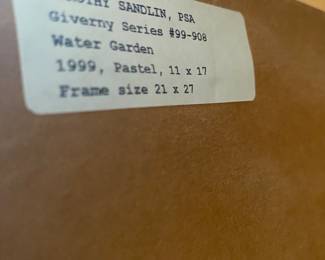 SANDLIN, PSA
Giverny Series #99-908
Water Garden
1999, Pastel, 11 x 17
Frame size 21 x 27